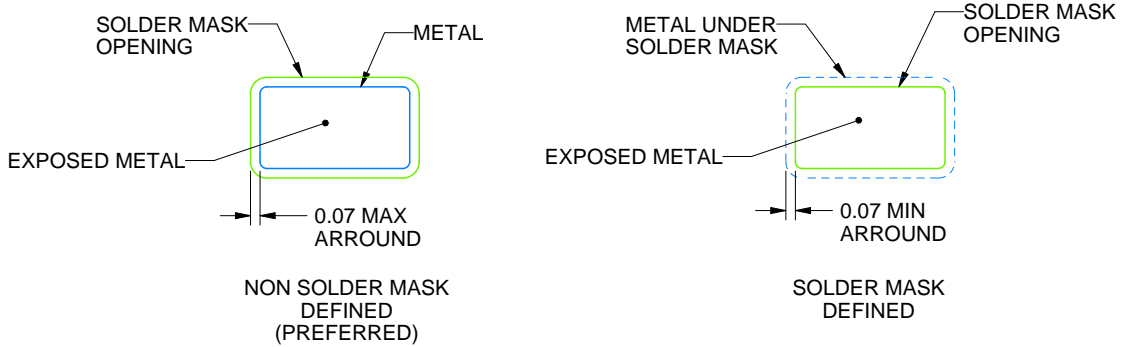 SOLDER MASK
OPENING
METAL
EXPOSED METAL
0.07 MAX
ARROUND
NON SOLDER MASK
DEFINED
(PREFERRED)
METAL UNDER
SOLDER MASK
SOLDER MASK
OPENING
EXPOSED METAL
0.07 MIN
ARROUND
SOLDER MASK
DEFINED